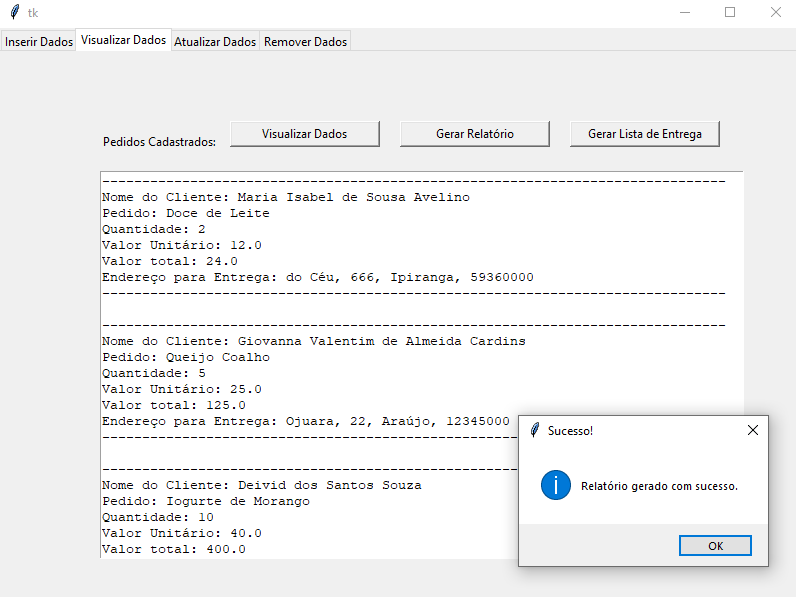 tk
Inserir Dados Visualizar Dados Atualizar Dados Remover Dados
Pedidos Cadastrados: Visualizar Dados Gerar Relatório Gerar Lista de Entrega
------------------------------------------------------------------------------
Nome do Cliente: Maria Isabel de Sousa Avelino
Pedido: Doce de Leite
Quantidade: 2
Valor Unitário: 12.0
Valor total: 24.0
Endereço para Entrega: do Céu, 666, Ipiranga, 59360000
------------------------------------------------------------------------------
------------------------------------------------------------------------------
Nome do Cliente: Giovanna Valentim de Almeida Cardins
Pedido: Queijo Coalho
Quantidade: 5
Valor Unitário: 25.0
Valor total: 125.0
Endereço para Entrega: Ojuara, 22, Araújo, 12345000
----------------------------------------------------
----------------------------------------------------
Nome do Cliente: Deivid dos Santos Souza
Pedido: Iogurte de Morango
Quantidade: 10
Valor Unitário: 40.0
Valor total: 400.0
Sucesso!
Relatório gerado com sucesso.
OK